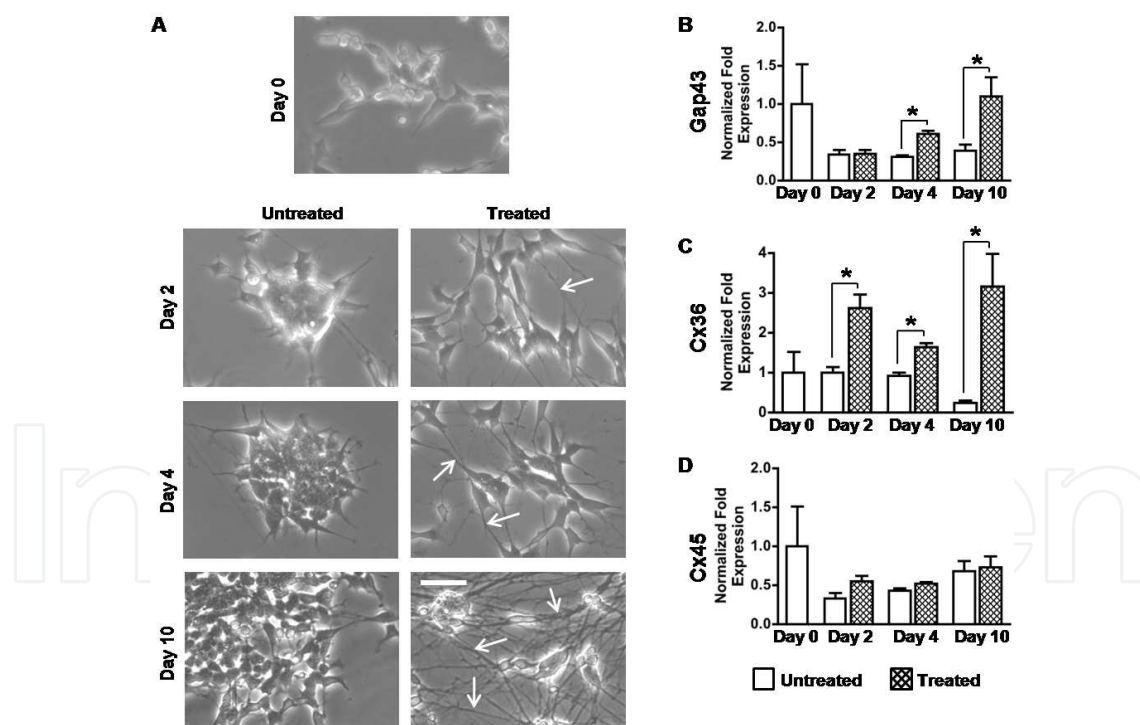 A
Day 0
Untreated
Treated
Day 2
Day 4
Day 10
B
Gap43
Normalized Fold
Expression
2.0
1.5
1.0
0.5
0.0
*
*
Day 0 Day 2 Day 4 Day 10
C
Cx36
Normalized Fold
Expression
4
3
2
1
0
*
*
*
Day 0 Day 2 Day 4 Day 10
D
Cx45
Normalized Fold
Expression
2.0
1.5
1.0
0.5
0.0
Day 0 Day 2 Day 4 Day 10
Untreated
Treated